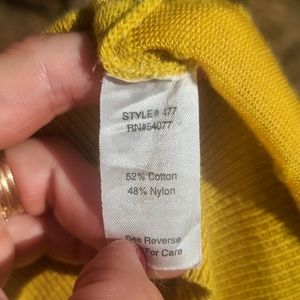 STYLE# 477
RN#54077
52% Cotton
48% Nylon
See Reverse
For Care